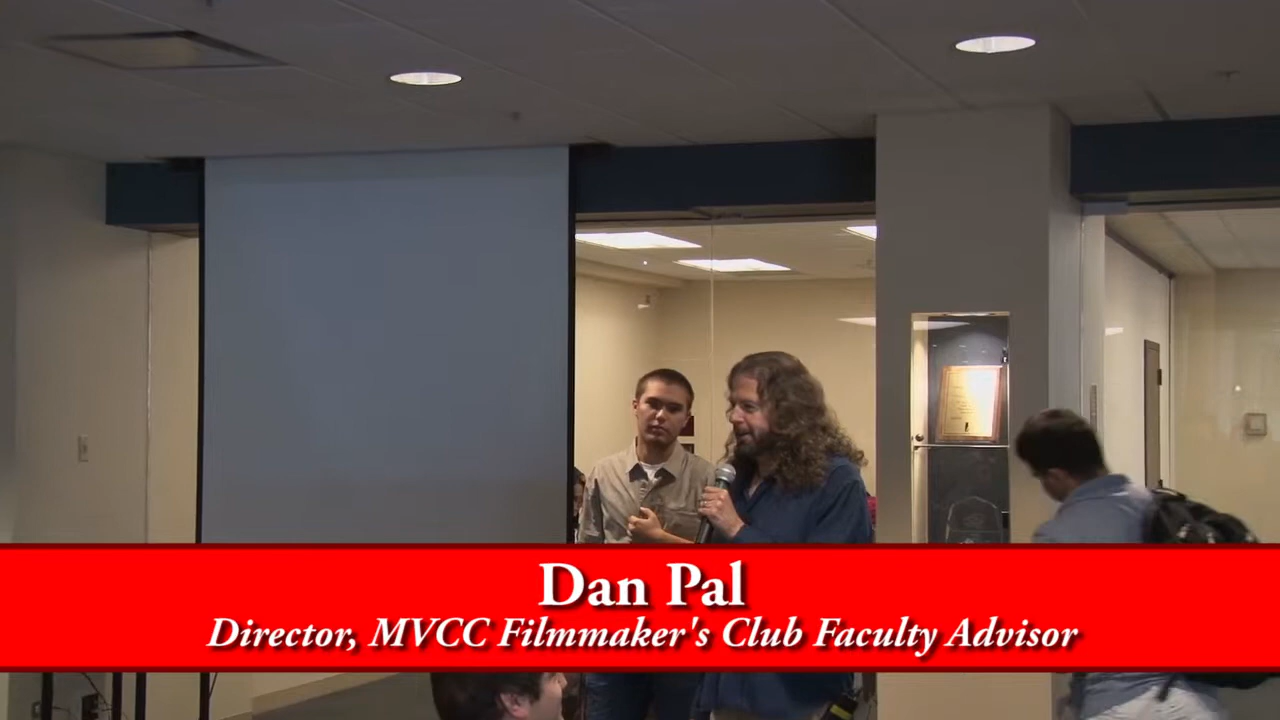 Dan Pal
Director, MVCC Filmmaker's Club Faculty Advisor